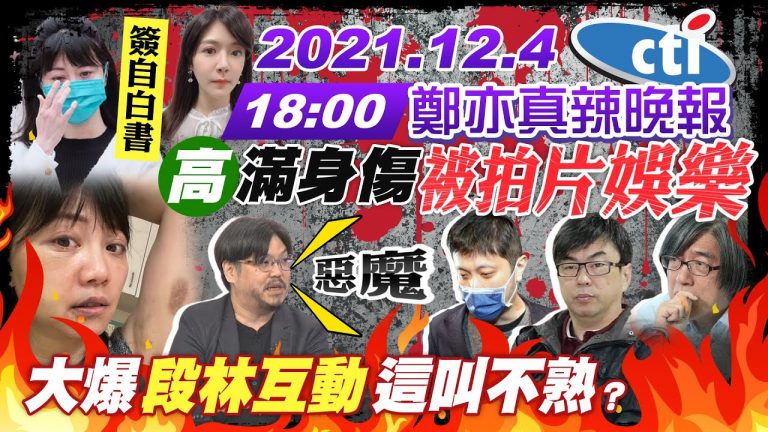 簽自白書
2021.12.4
cti
18:00 鄭亦真辣晚報
高滿身傷被拍片娛樂
惡魔
大爆段林互動這叫不熟?